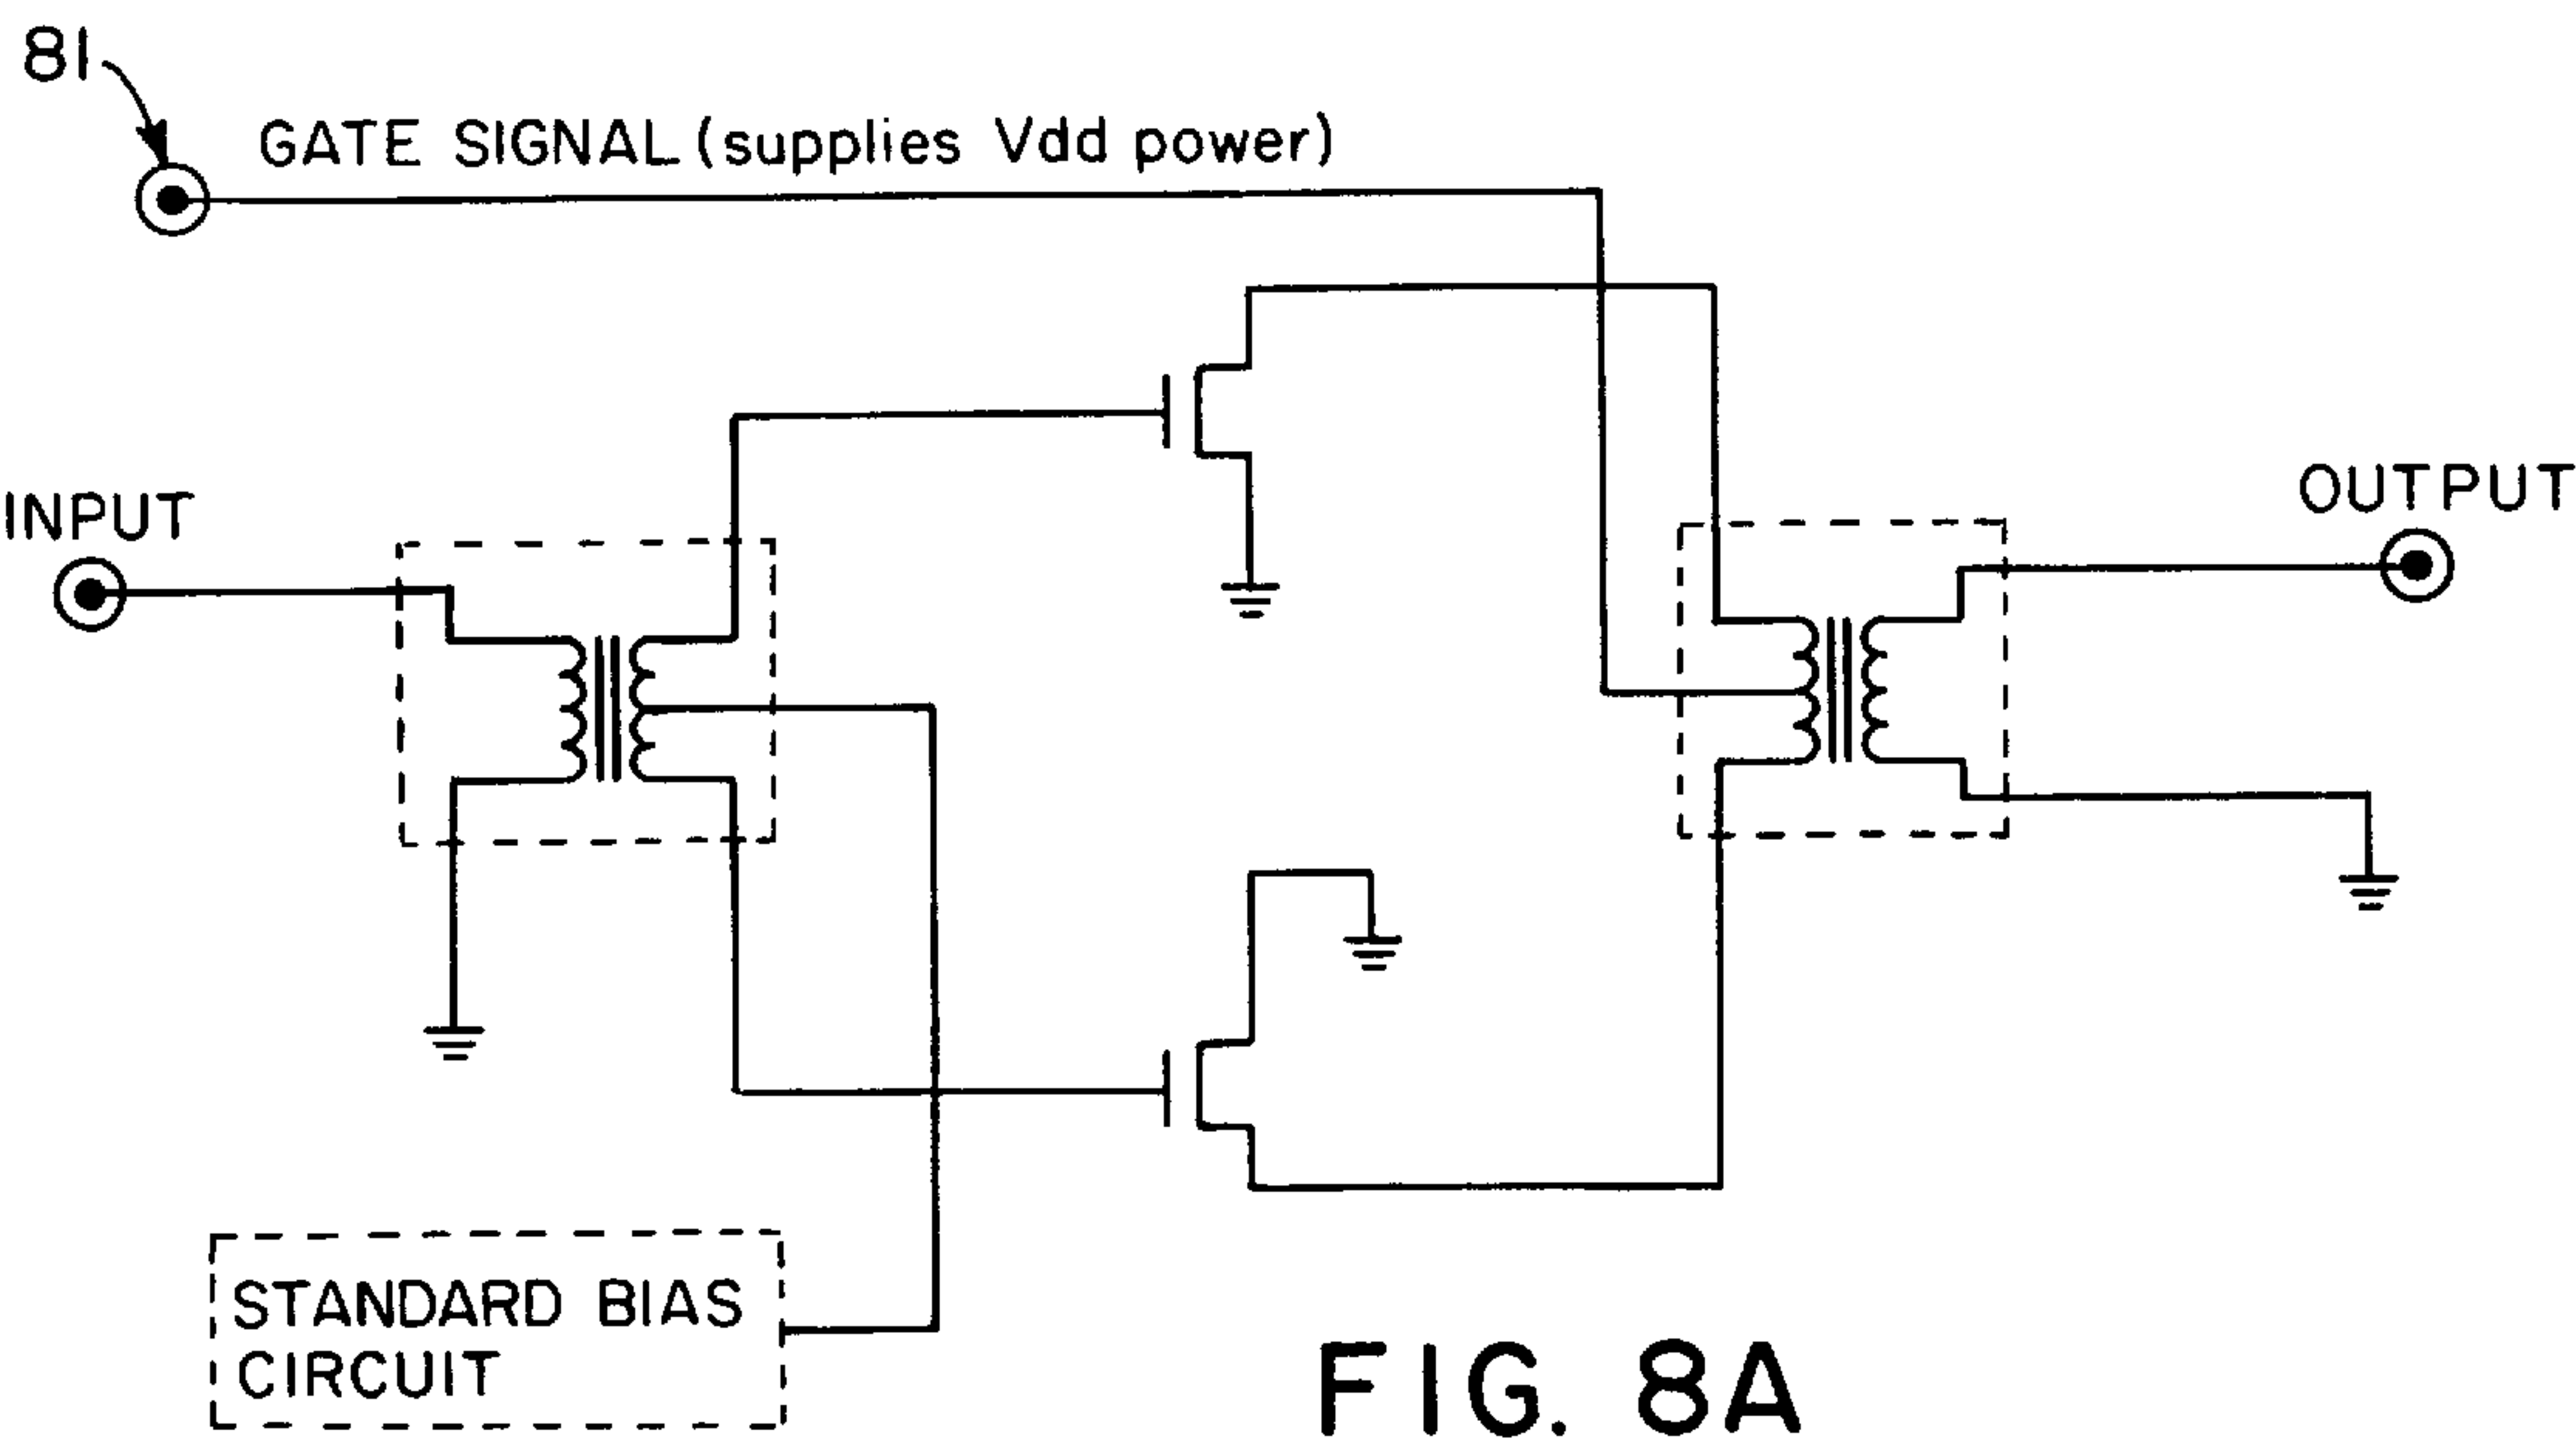 81
GATE SIGNAL (supplies Vdd power)
INPUT
OUTPUT
STANDARD BIAS
CIRCUIT
FIG. 8A